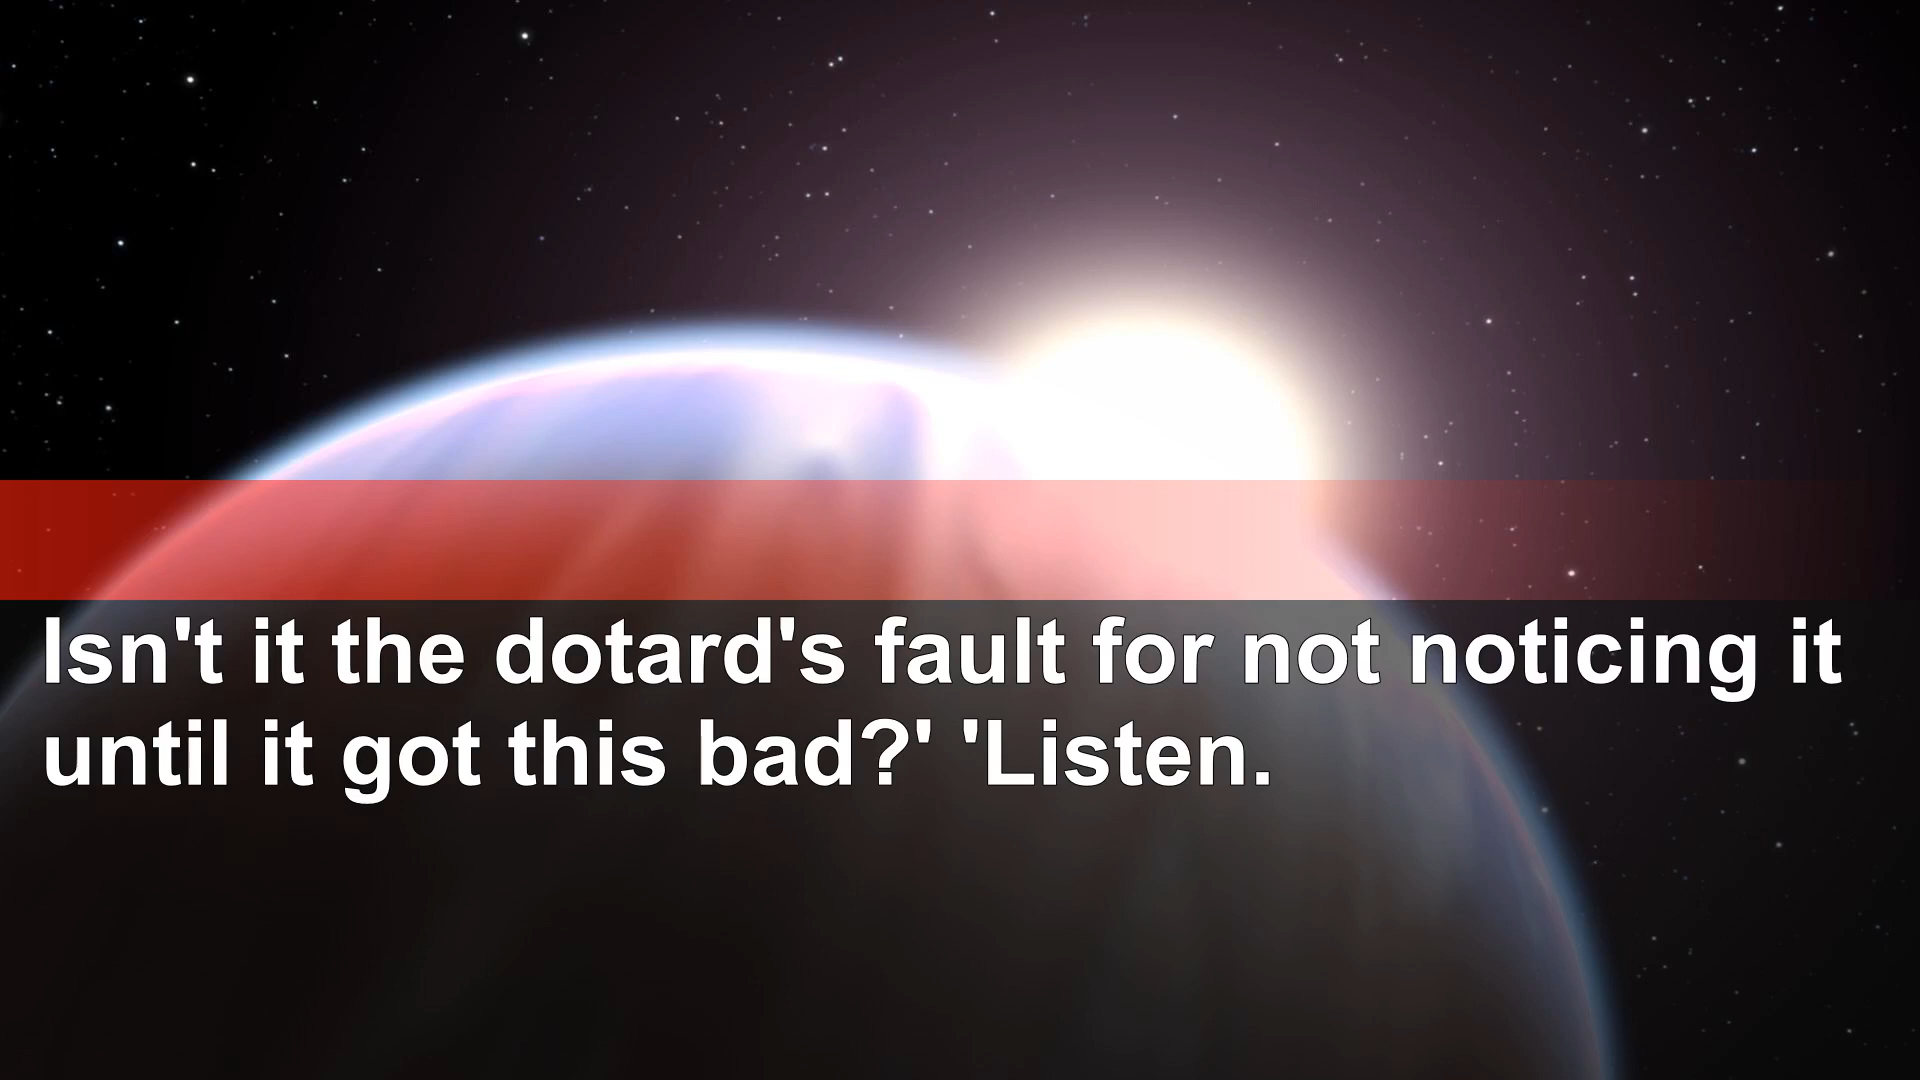 Isn't it the dotard's fault for not noticing it
until it got this bad?' 'Listen.